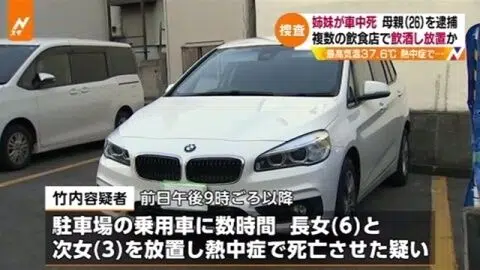 Nスタ
捜査
姉妹が車中死 母親(26)を逮捕
複数の飲食店で飲酒し放置か
最高気温37.6℃ 熱中症で…
竹内容疑者 前日午後9時ごろ以降
駐車場の乗用車に数時間 長女(6)と
次女(3)を放置し熱中症で死亡させた疑い